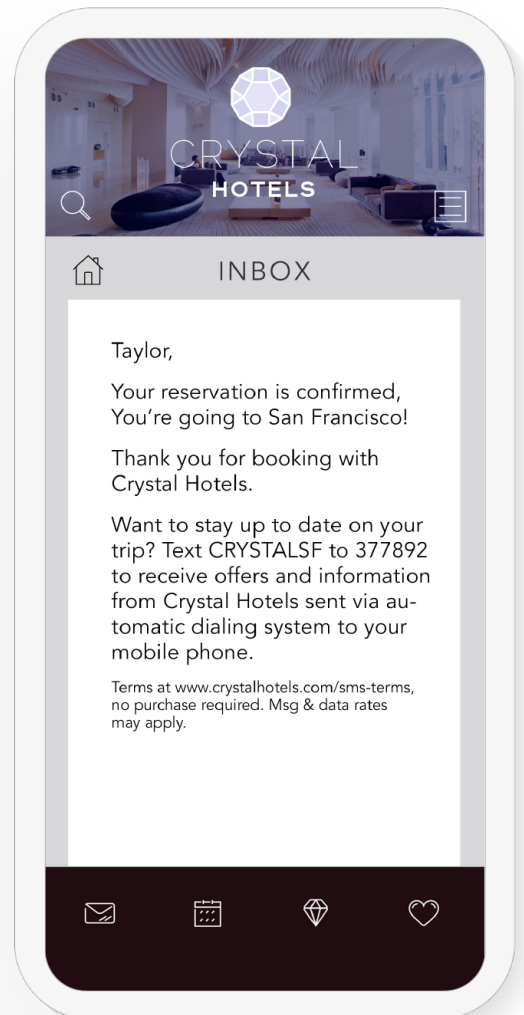 CRYSTAL
HOTELS
INBOX
Taylor,
Your reservation is confirmed,
You're going to San Francisco!
Thank you for booking with
Crystal Hotels.
Want to stay up to date on your
trip? Text CRYSTALSF to 377892
to receive offers and information
from Crystal Hotels sent via au-
tomatic dialing system to your
mobile phone.
Terms at www.crystalhotels.com/sms-terms,
no purchase required. Msg & data rates
may apply.